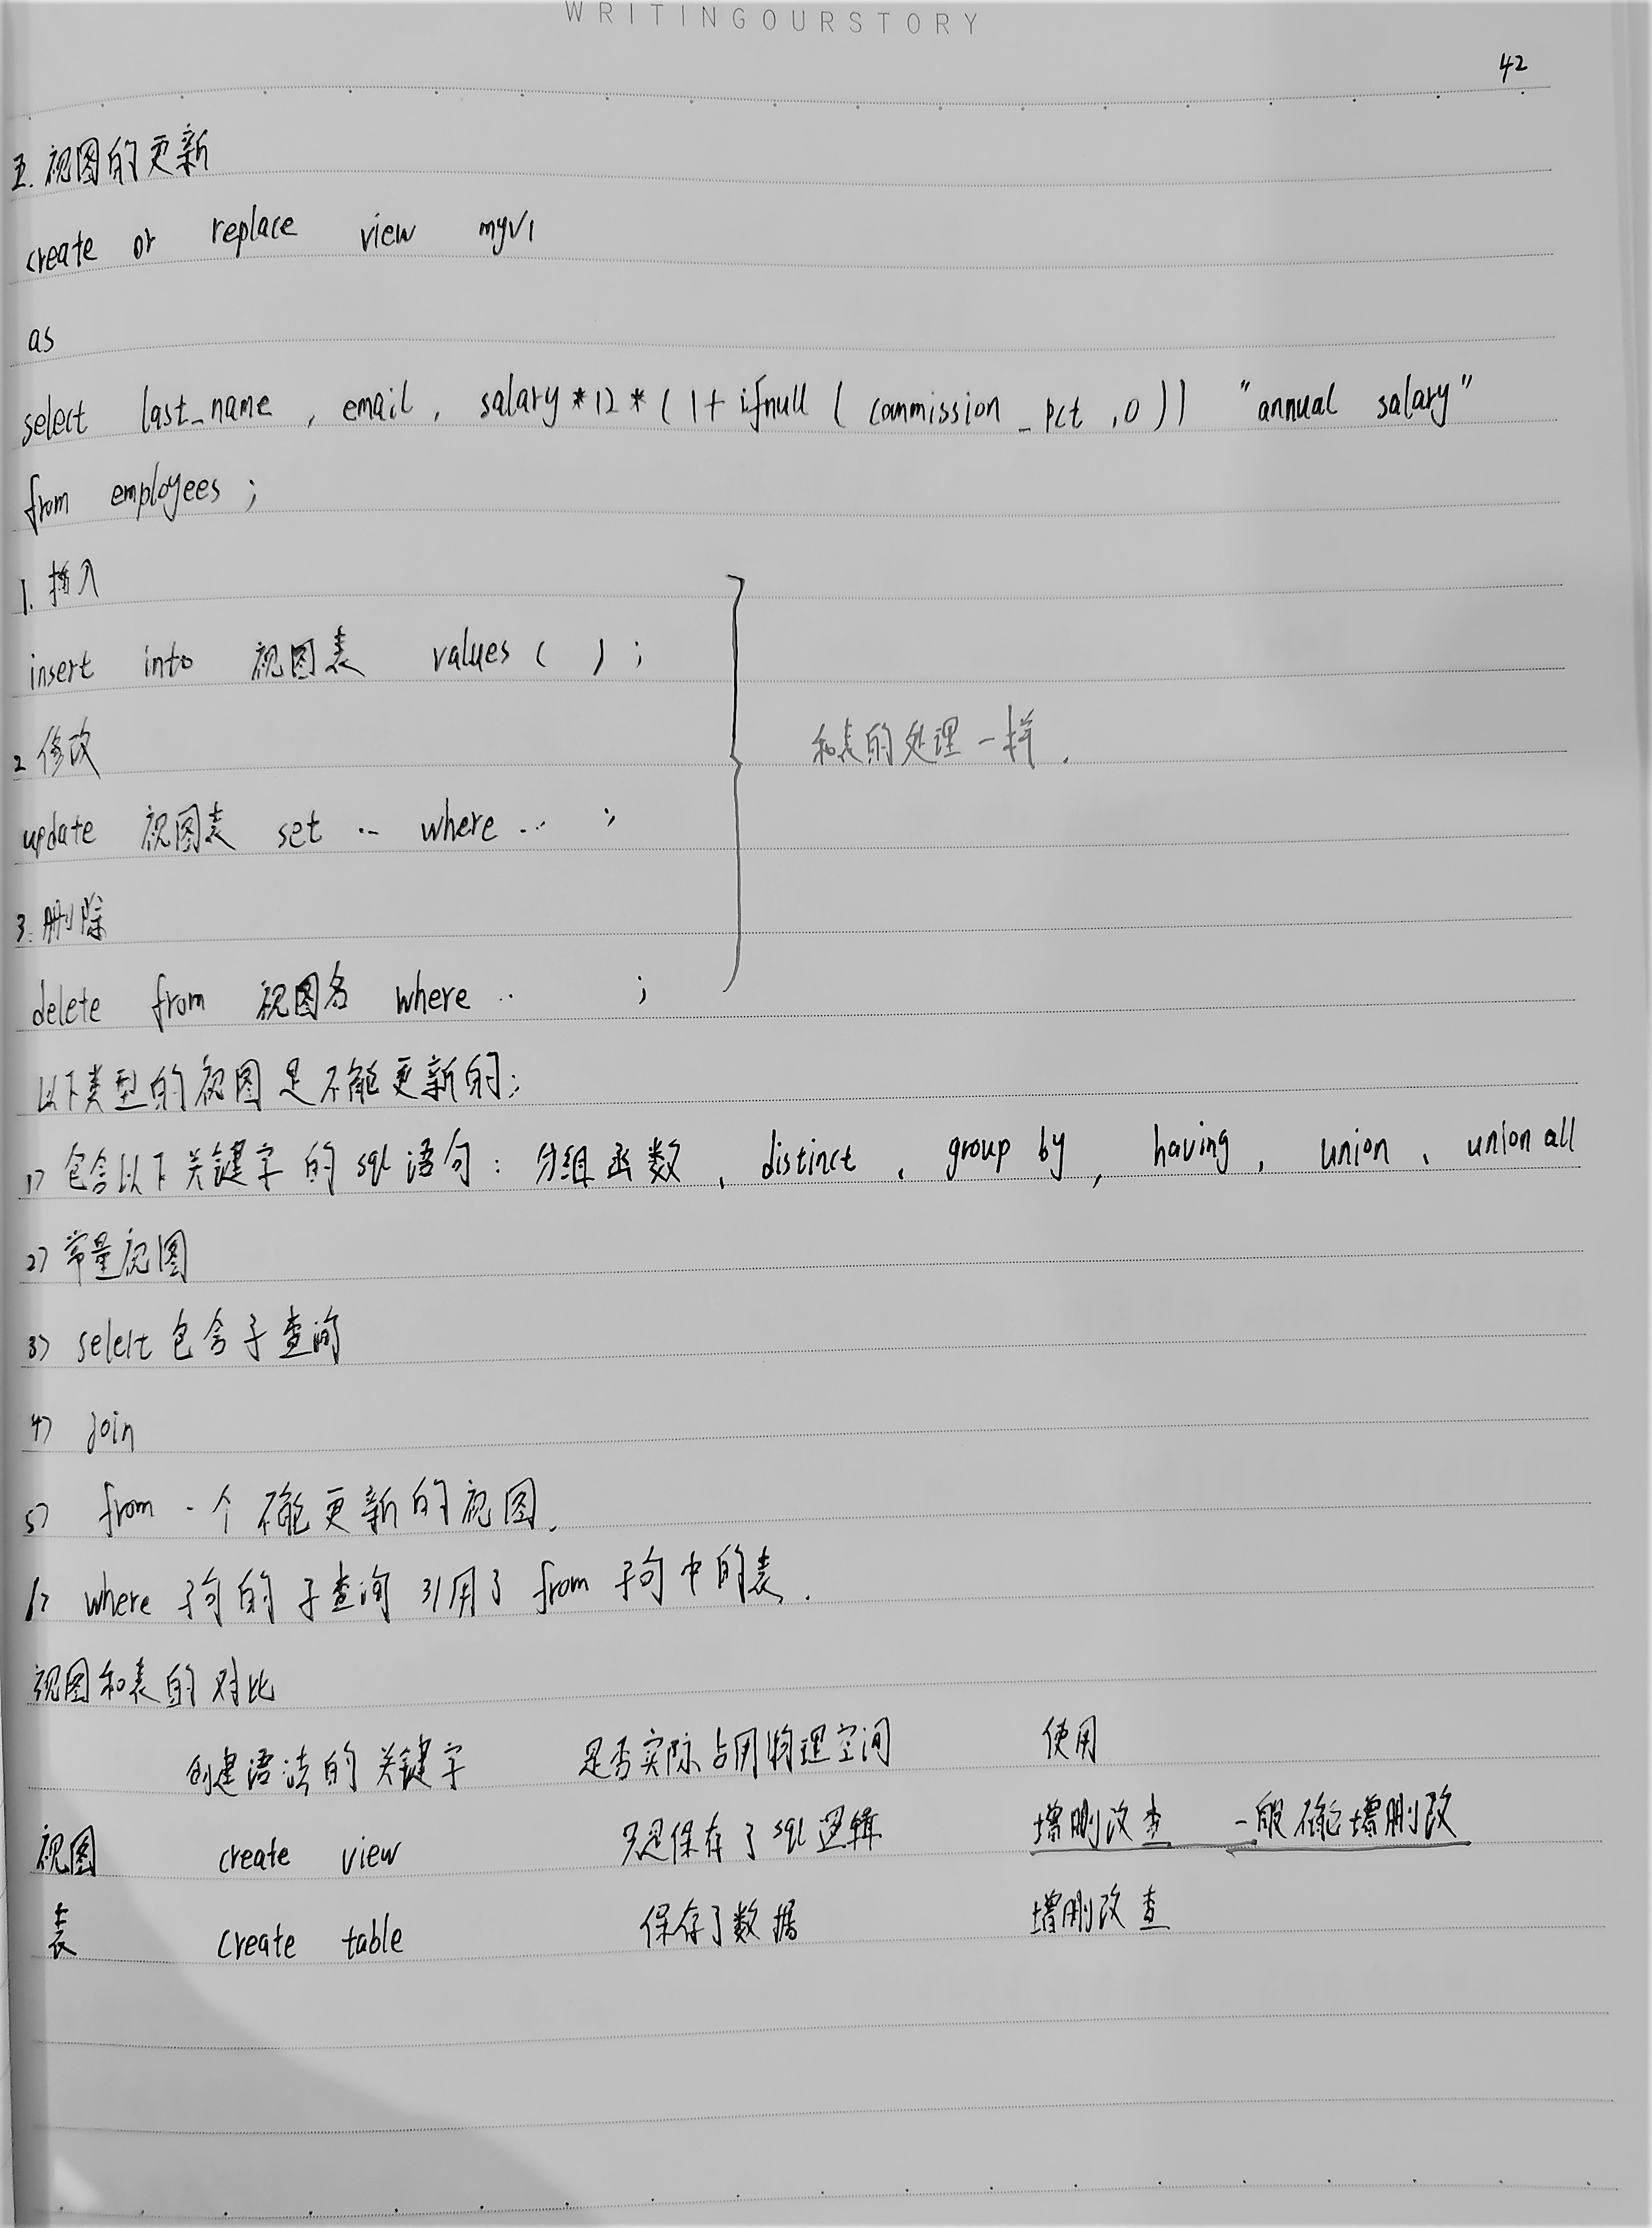 WRITINGOURSTORY
42
五.视图的更新
create or replace view myv1
as
select last_name , email , salary*12*(1+ifnull(commission_pct ,0)) "annual salary"
from employees ;
1. 插入
insert into 视图表 values ( ) ;
2 修改
和表的处理一样.
update 视图表 set .. where ... ;
3. 删除
delete from 视图名 where .. ;
以下类型的视图是不能更新的:
1> 包含以下关键字的sql语句: 分组函数 、distinct 、group by , having , union 、union all
2> 常量视图
3> select 包含子查询
4> join
5> from 一个不能更新的视图.
6> where 子句的子查询引用了 from 子句中的表.
视图和表的对比
创建语法的关键字 是否实际占用物理空间 使用
视图 create view 只是保存了sql逻辑 增删改查 一般不能增删改
表 create table 保存了数据 增删改查